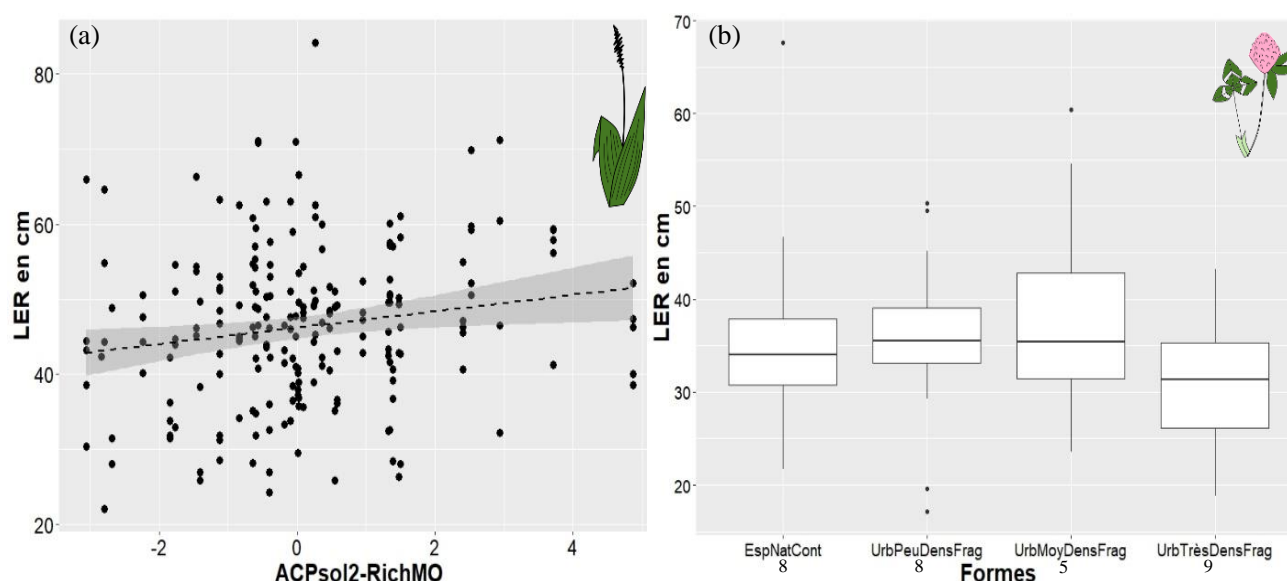 (a)
80
60
40
20
LER en cm
-2 0 2 4
ACPsol2-RichMO
(b)
70
60
50
40
30
20
LER en cm
EspNatCont UrbPeuDensFrag UrbMoyDensFrag UrbTrèsDensFrag
8 8 5 9
Formes